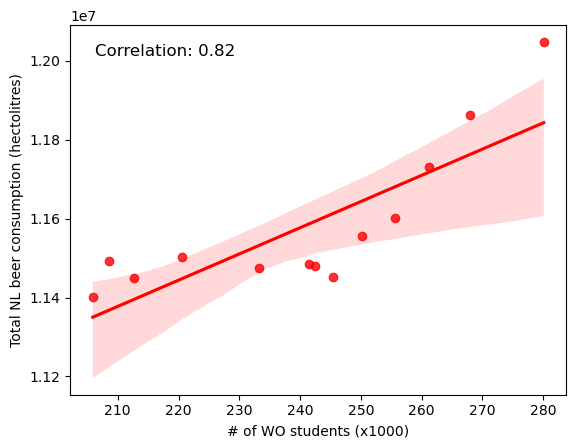 1e7
Correlation: 0.82
1.20
1.18
1.16
1.14
1.12
Total NL beer consumption (hectolitres)
210 220 230 240 250 260 270 280
# of WO students (x1000)